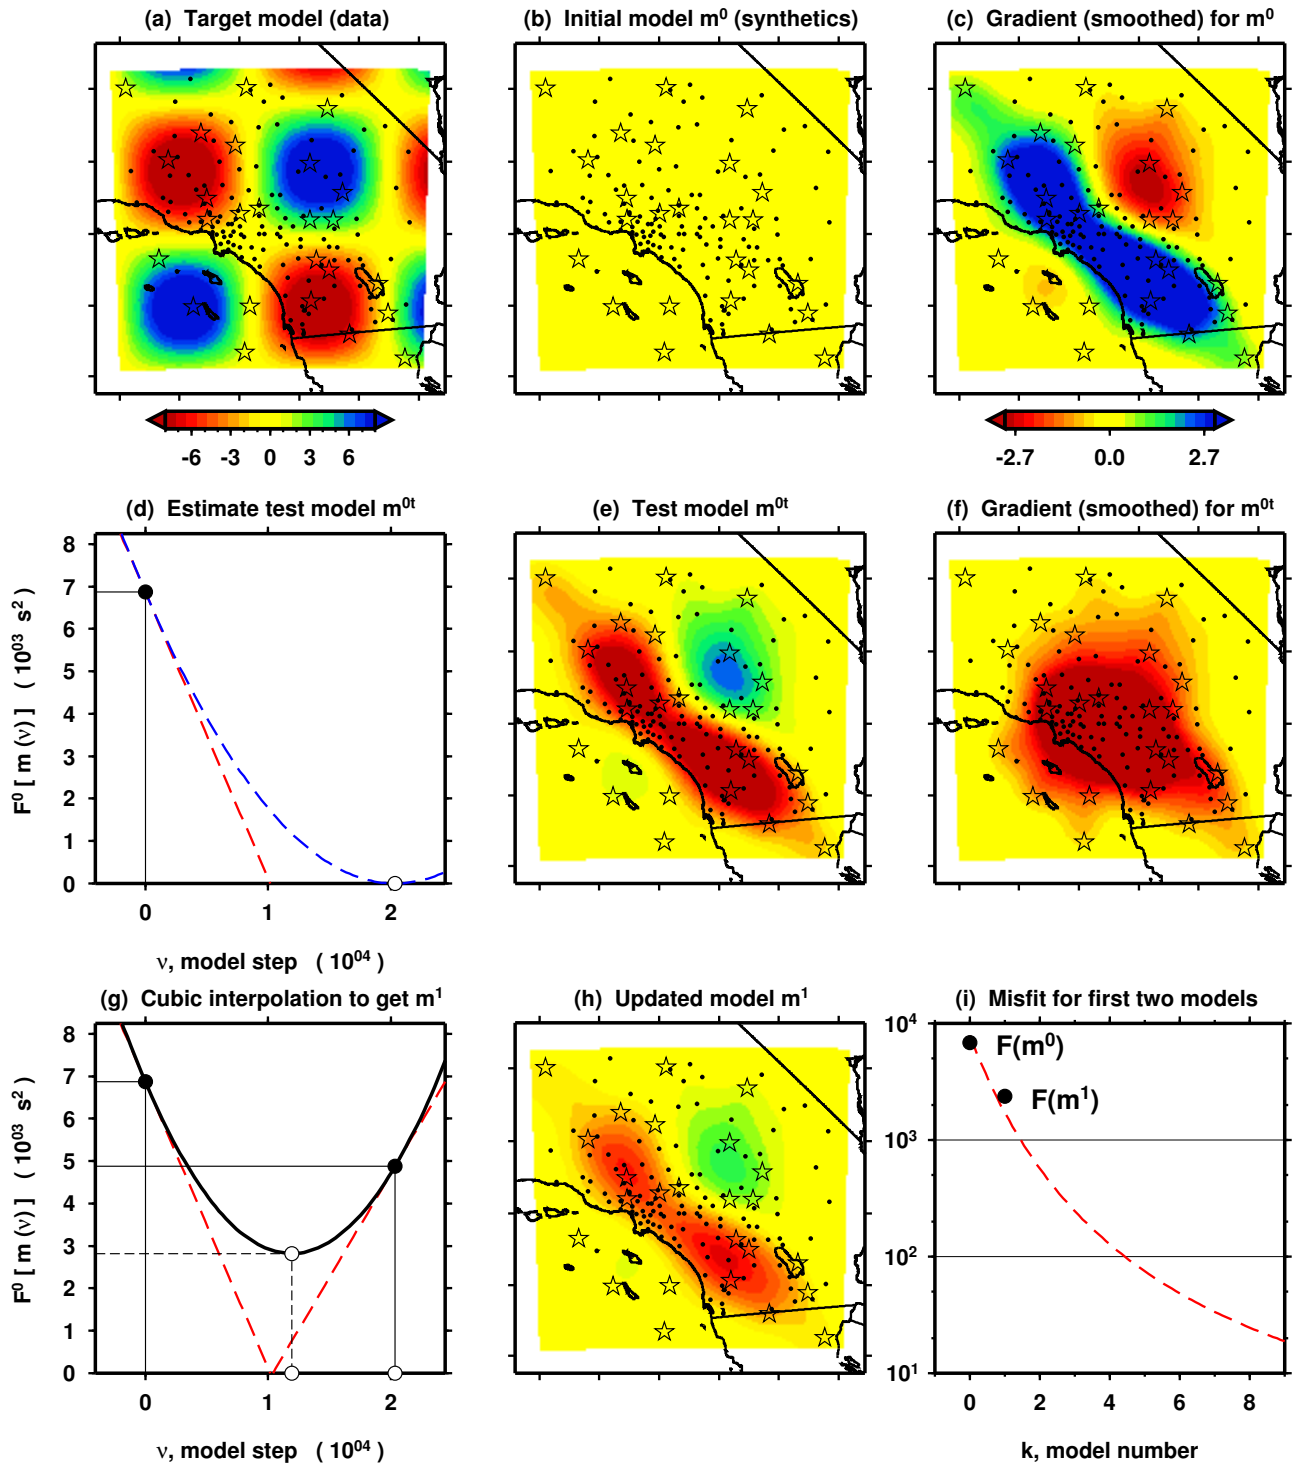 (a) Target model (data)
(b) Initial model m⁰ (synthetics)
(c) Gradient (smoothed) for m⁰
-6 -3 0 3 6
-2.7 0.0 2.7
(d) Estimate test model m⁰ᵗ
(e) Test model m⁰ᵗ
(f) Gradient (smoothed) for m⁰ᵗ
F⁰ [ m (ν) ] ( 10⁰³ s² )
8
7
6
5
4
3
2
1
0
0 1 2
ν, model step ( 10⁰⁴ )
(g) Cubic interpolation to get m¹
(h) Updated model m¹
(i) Misfit for first two models
F⁰ [ m (ν) ] ( 10⁰³ s² )
8
7
6
5
4
3
2
1
0
0 1 2
ν, model step ( 10⁰⁴ )
10⁴
10³
10²
10¹
F(m⁰)
F(m¹)
0 2 4 6 8
k, model number